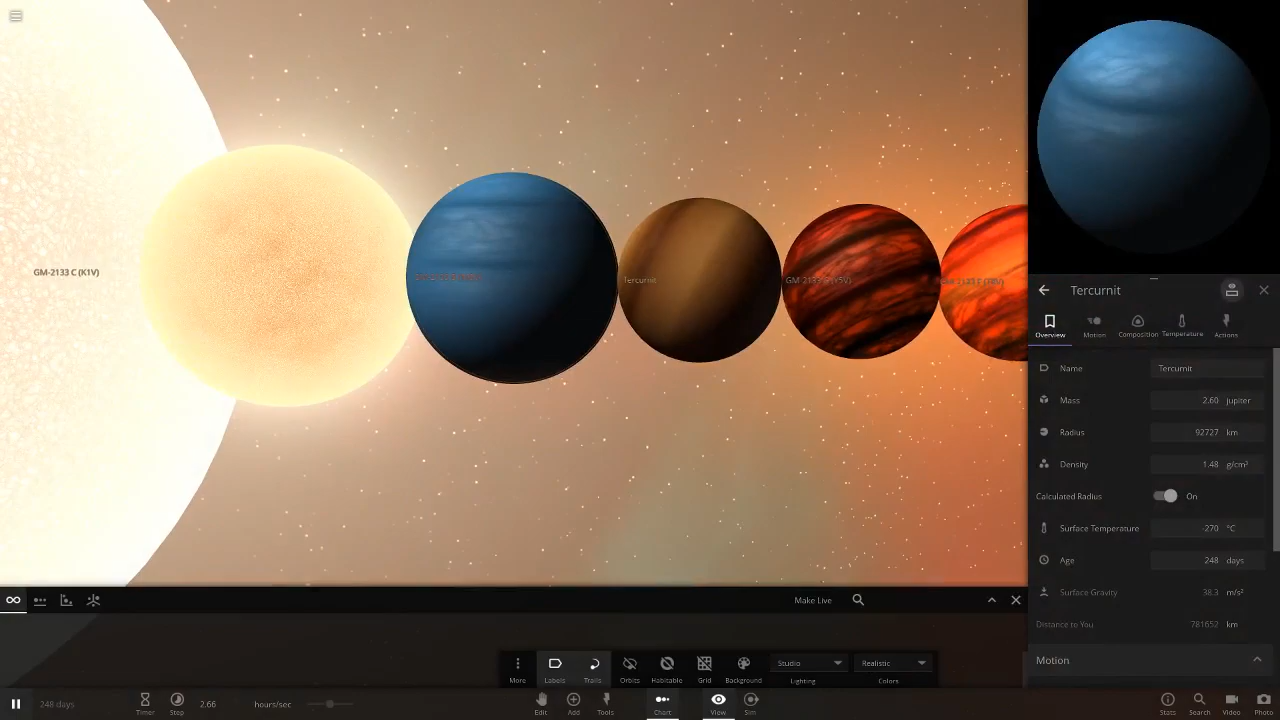 GM-2133 C (K1V)
Tercurnit
Tercurnit
Overview
Motion
Composition
Temperature
Actions
Name Tercurnit
Mass 2.60 jupiter
Radius 92727 km
Density 1.48 g/cm³
Calculated Radius On
Surface Temperature -270 °C
Age 248 days
Surface Gravity 38.3 m/s²
Distance to You 781652 km
Motion
Make Live
More
Labels
Trails
Orbits
Habitable
Grid
Background
Studio
Lighting
Realistic
Colors
248 days
Timer
Step
2.66 hours/sec
Edit
Add
Tools
Chart
View
Sim
Stats
Search
Video
Photo